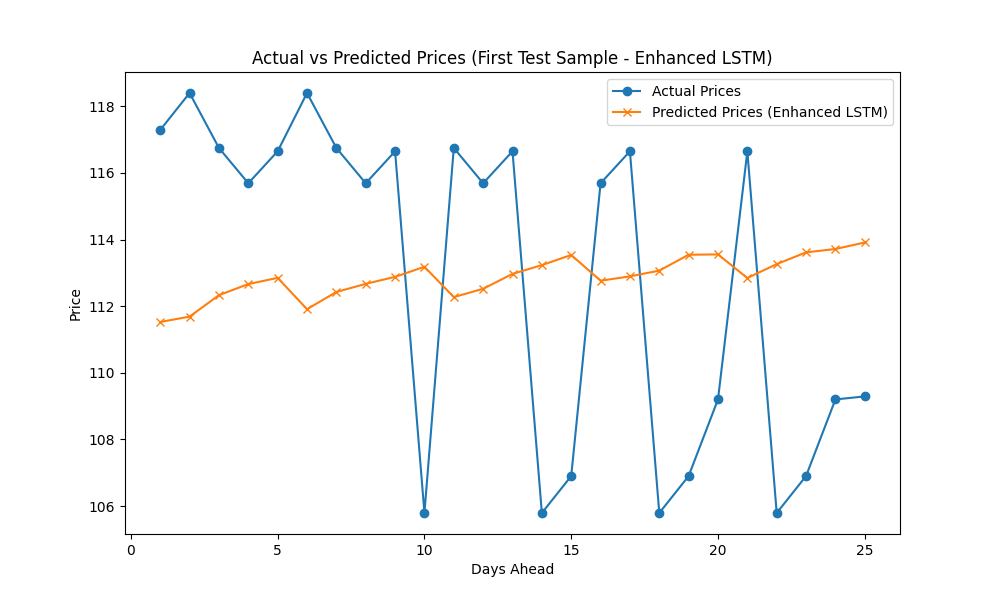 Actual vs Predicted Prices (First Test Sample - Enhanced LSTM)
Actual Prices
Predicted Prices (Enhanced LSTM)
118
116
114
112
110
108
106
Price
0
5
10
15
20
25
Days Ahead